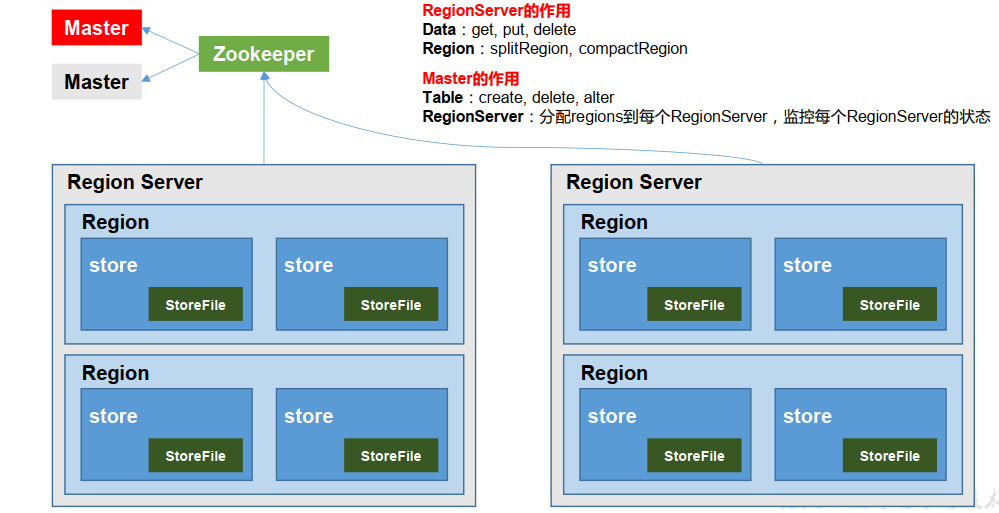 Master
Master
Zookeeper
RegionServer的作用
Data：get, put, delete
Region：splitRegion, compactRegion
Master的作用
Table：create, delete, alter
RegionServer：分配regions到每个RegionServer，监控每个RegionServer的状态
Region Server
Region
store
StoreFile
store
StoreFile
Region
store
StoreFile
store
StoreFile
Region Server
Region
store
StoreFile
store
StoreFile
Region
store
StoreFile
store
StoreFile